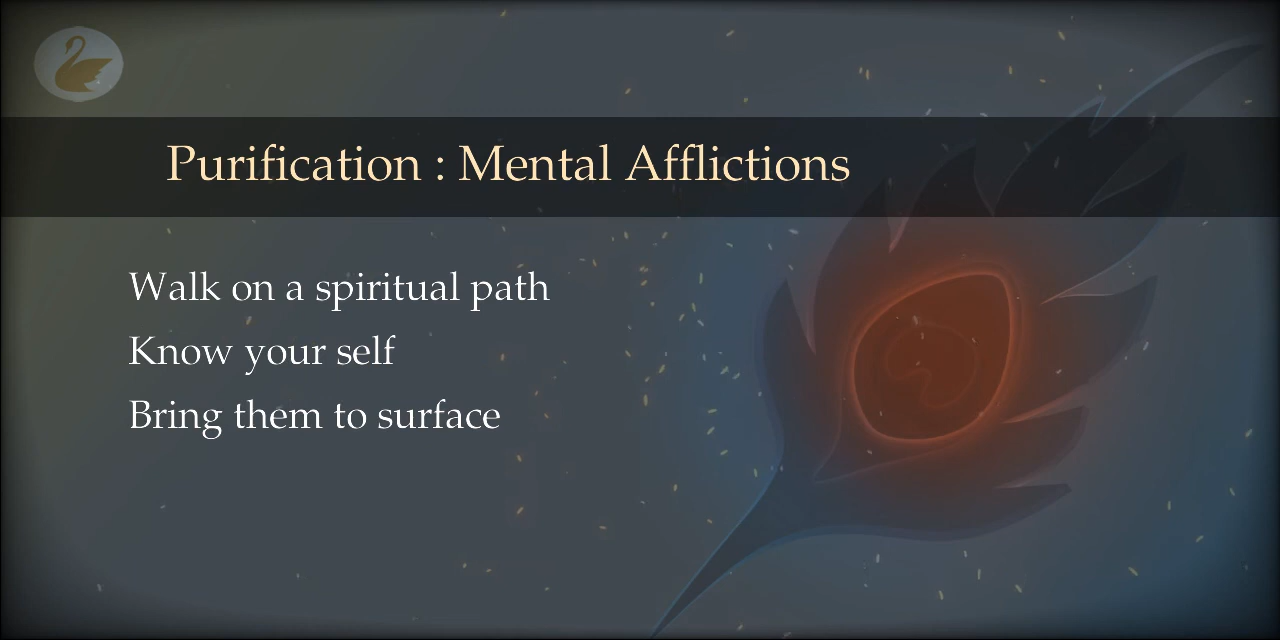 Purification : Mental Afflictions
Walk on a spiritual path
Know your self
Bring them to surface